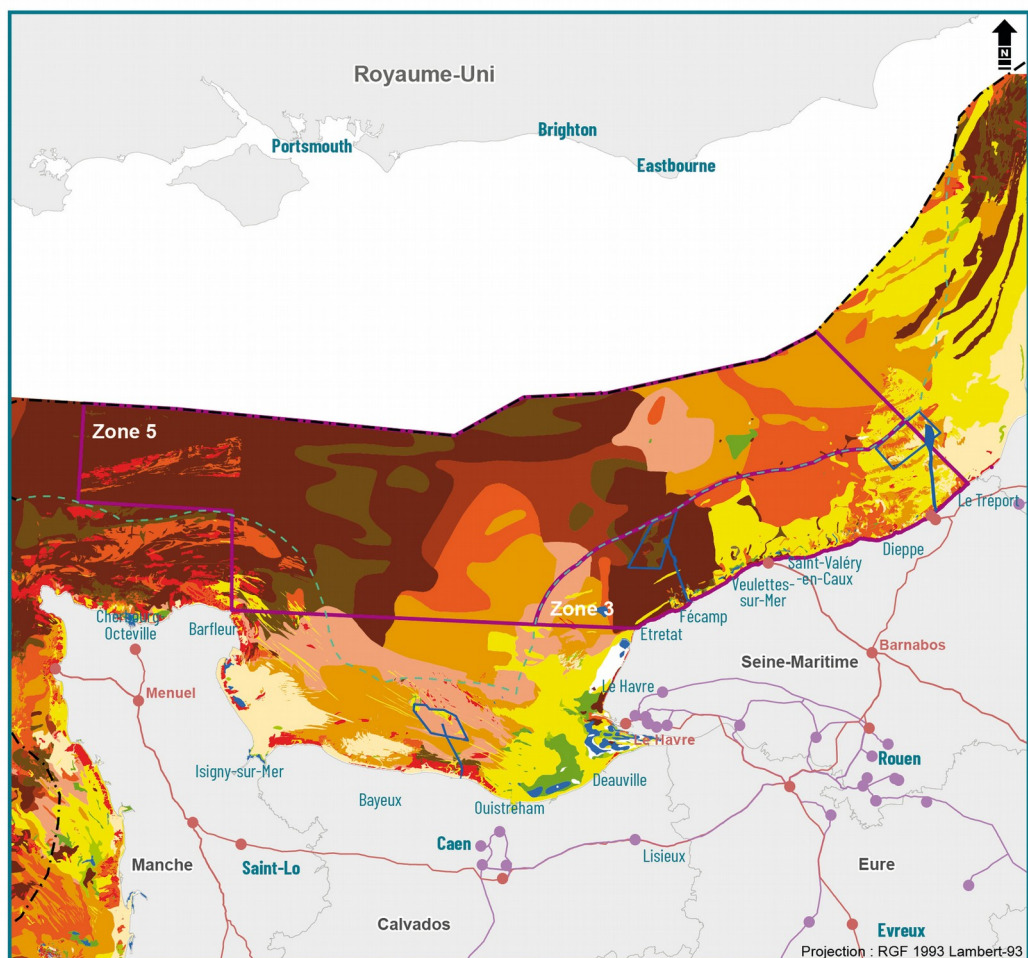 N
Royaume-Uni
Portsmouth
Brighton
Eastbourne
Zone 5
Le Treport
Dieppe
Saint-Valéry
-en-Caux
Veulettes-
sur-Mer
Zone 3
Fécamp
Etretat
Cherbourg
Octeville
Barfleur
Barnabos
Seine-Maritime
Le Havre
Menuel
Le Havre
Rouen
Isigny-sur-Mer
Deauville
Bayeux
Ouistreham
Caen
Lisieux
Manche
Saint-Lo
Eure
Calvados
Evreux
Projection : RGF 1993 Lambert-93